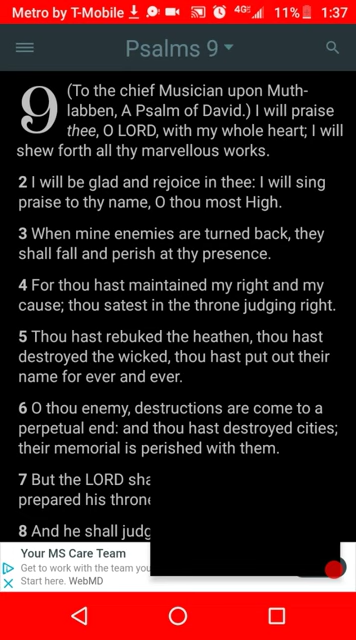 Metro by T-Mobile 4G 11% 1:37
Psalms 9
9 (To the chief Musician upon Muth-
labben, A Psalm of David.) I will praise
thee, O LORD, with my whole heart; I will
shew forth all thy marvellous works.
2 I will be glad and rejoice in thee: I will sing
praise to thy name, O thou most High.
3 When mine enemies are turned back, they
shall fall and perish at thy presence.
4 For thou hast maintained my right and my
cause; thou satest in the throne judging right.
5 Thou hast rebuked the heathen, thou hast
destroyed the wicked, thou hast put out their
name for ever and ever.
6 O thou enemy, destructions are come to a
perpetual end: and thou hast destroyed cities;
their memorial is perished with them.
7 But the LORD sha
prepared his thron
8 And he shall judg
Your MS Care Team
Get to work with the team you
Start here. WebMD